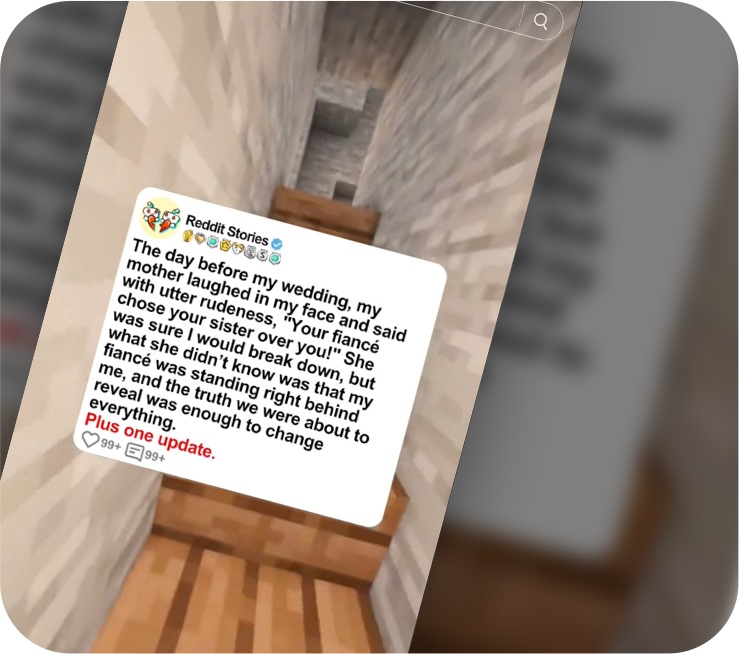 Reddit Stories
The day before my wedding, my
mother laughed in my face and said
with utter rudeness, "Your fiancé
chose your sister over you!" She
was sure I would break down, but
what she didn’t know was that my
fiancé was standing right behind
me, and the truth we were about to
reveal was enough to change
everything.
Plus one update.
99+ 99+